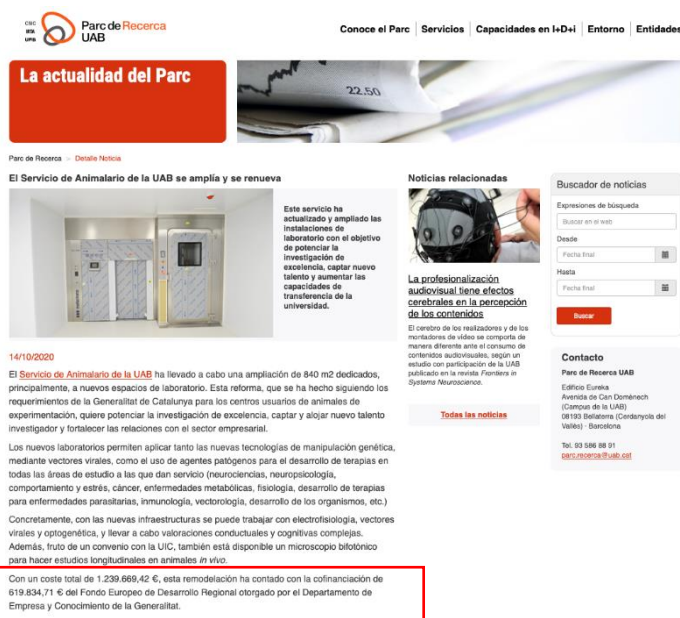 Parc de Recerca
UAB
Conoce el Parc
Servicios
Capacidades en I+D+i
Entorno
Entidades
La actualidad del Parc
22.50
Parc de Recerca > Detalle Noticia
El Servicio de Animalario de la UAB se amplía y se renueva
Este servicio ha
actualizado y ampliado las
instalaciones de
laboratorio con el objetivo
de potenciar la
investigación de
excelencia, captar nuevo
talento y aumentar las
capacidades de
transferencia de la
universidad.
14/10/2020
El Servicio de Animalario de la UAB ha llevado a cabo una ampliación de 840 m2 dedicados,
principalmente, a nuevos espacios de laboratorio. Esta reforma, que se ha hecho siguiendo los
requerimientos de la Generalitat de Catalunya para los centros usuarios de animales de
experimentación, quiere potenciar la investigación de excelencia, captar y alojar nuevo talento
investigador y fortalecer las relaciones con el sector empresarial.
Los nuevos laboratorios permiten aplicar tanto las nuevas tecnologías de manipulación genética,
mediante vectores virales, como el uso de agentes patógenos para el desarrollo de terapias en
todas las áreas de estudio a las que dan servicio (neurociencias, neuropsicología,
comportamiento y estrés, cáncer, enfermedades metabólicas, fisiología, desarrollo de terapias
para enfermedades parasitarias, inmunología, vectorología, desarrollo de los organismos, etc.)
Concretamente, con las nuevas infraestructuras se puede trabajar con electrofisiología, vectores
virales y optogenética, y llevar a cabo valoraciones conductuales y cognitivas complejas.
Además, fruto de un convenio con la UIC, también está disponible un microscopio bifotónico
para hacer estudios longitudinales en animales in vivo.
Con un coste total de 1.239.669,42 €, esta remodelación ha contado con la cofinanciación de
619.834,71 € del Fondo Europeo de Desarrollo Regional otorgado por el Departamento de
Empresa y Conocimiento de la Generalitat.
Noticias relacionadas
La profesionalización
audiovisual tiene efectos
cerebrales en la percepción
de los contenidos
El cerebro de los realizadores y de los
montadores de vídeo se comporta de
manera diferente ante el consumo de
contenidos audiovisuales, según un
estudio con participación de la UAB
publicado en la revista Frontiers in
Systems Neuroscience.
Todas las noticias
Buscador de noticias
Expresiones de búsqueda
Buscar en el web
Desde
Fecha final
Hasta
Fecha final
Buscar
Contacto
Parc de Recerca UAB
Edificio Eureka
Avenida de Can Domènech
(Campus de la UAB)
08193 Bellaterra (Cerdanyola del
Vallès) · Barcelona
Tel. 93 586 88 91
parc.recerca@uab.cat